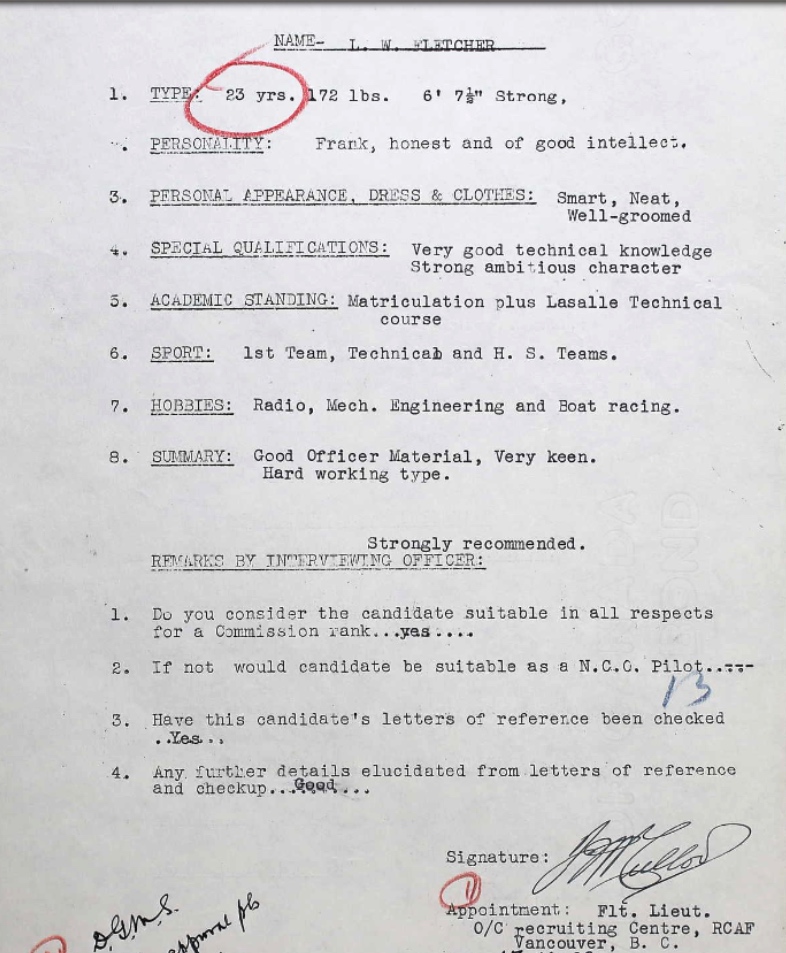 NAME- L. W. FLETCHER
1. TYPE: 23 yrs. 172 lbs. 6' 7½" Strong,
. PERSONALITY: Frank, honest and of good intellect.
3. PERSONAL APPEARANCE, DRESS & CLOTHES: Smart, Neat,
Well-groomed
4. SPECIAL QUALIFICATIONS: Very good technical knowledge
Strong ambitious character
5. ACADEMIC STANDING: Matriculation plus Lasalle Technical
course
6. SPORT: 1st Team, Technical and H. S. Teams.
7. HOBBIES: Radio, Mech. Engineering and Boat racing.
8. SUMMARY: Good Officer Material, Very keen.
Hard working type.
Strongly recommended.
REMARKS BY INTERVIEWING OFFICER:
1. Do you consider the candidate suitable in all respects
for a Commission rank...yes....
2. If not would candidate be suitable as a N.C.O. Pilot..---
13
3. Have this candidate's letters of reference been checked
..Yes...
4. Any further details elucidated from letters of reference
and checkup...Good...
Signature:
1
Appointment: Flt. Lieut.
O/C recruiting Centre, RCAF
Vancouver, B. C.
D.G.M.S.
approval pls